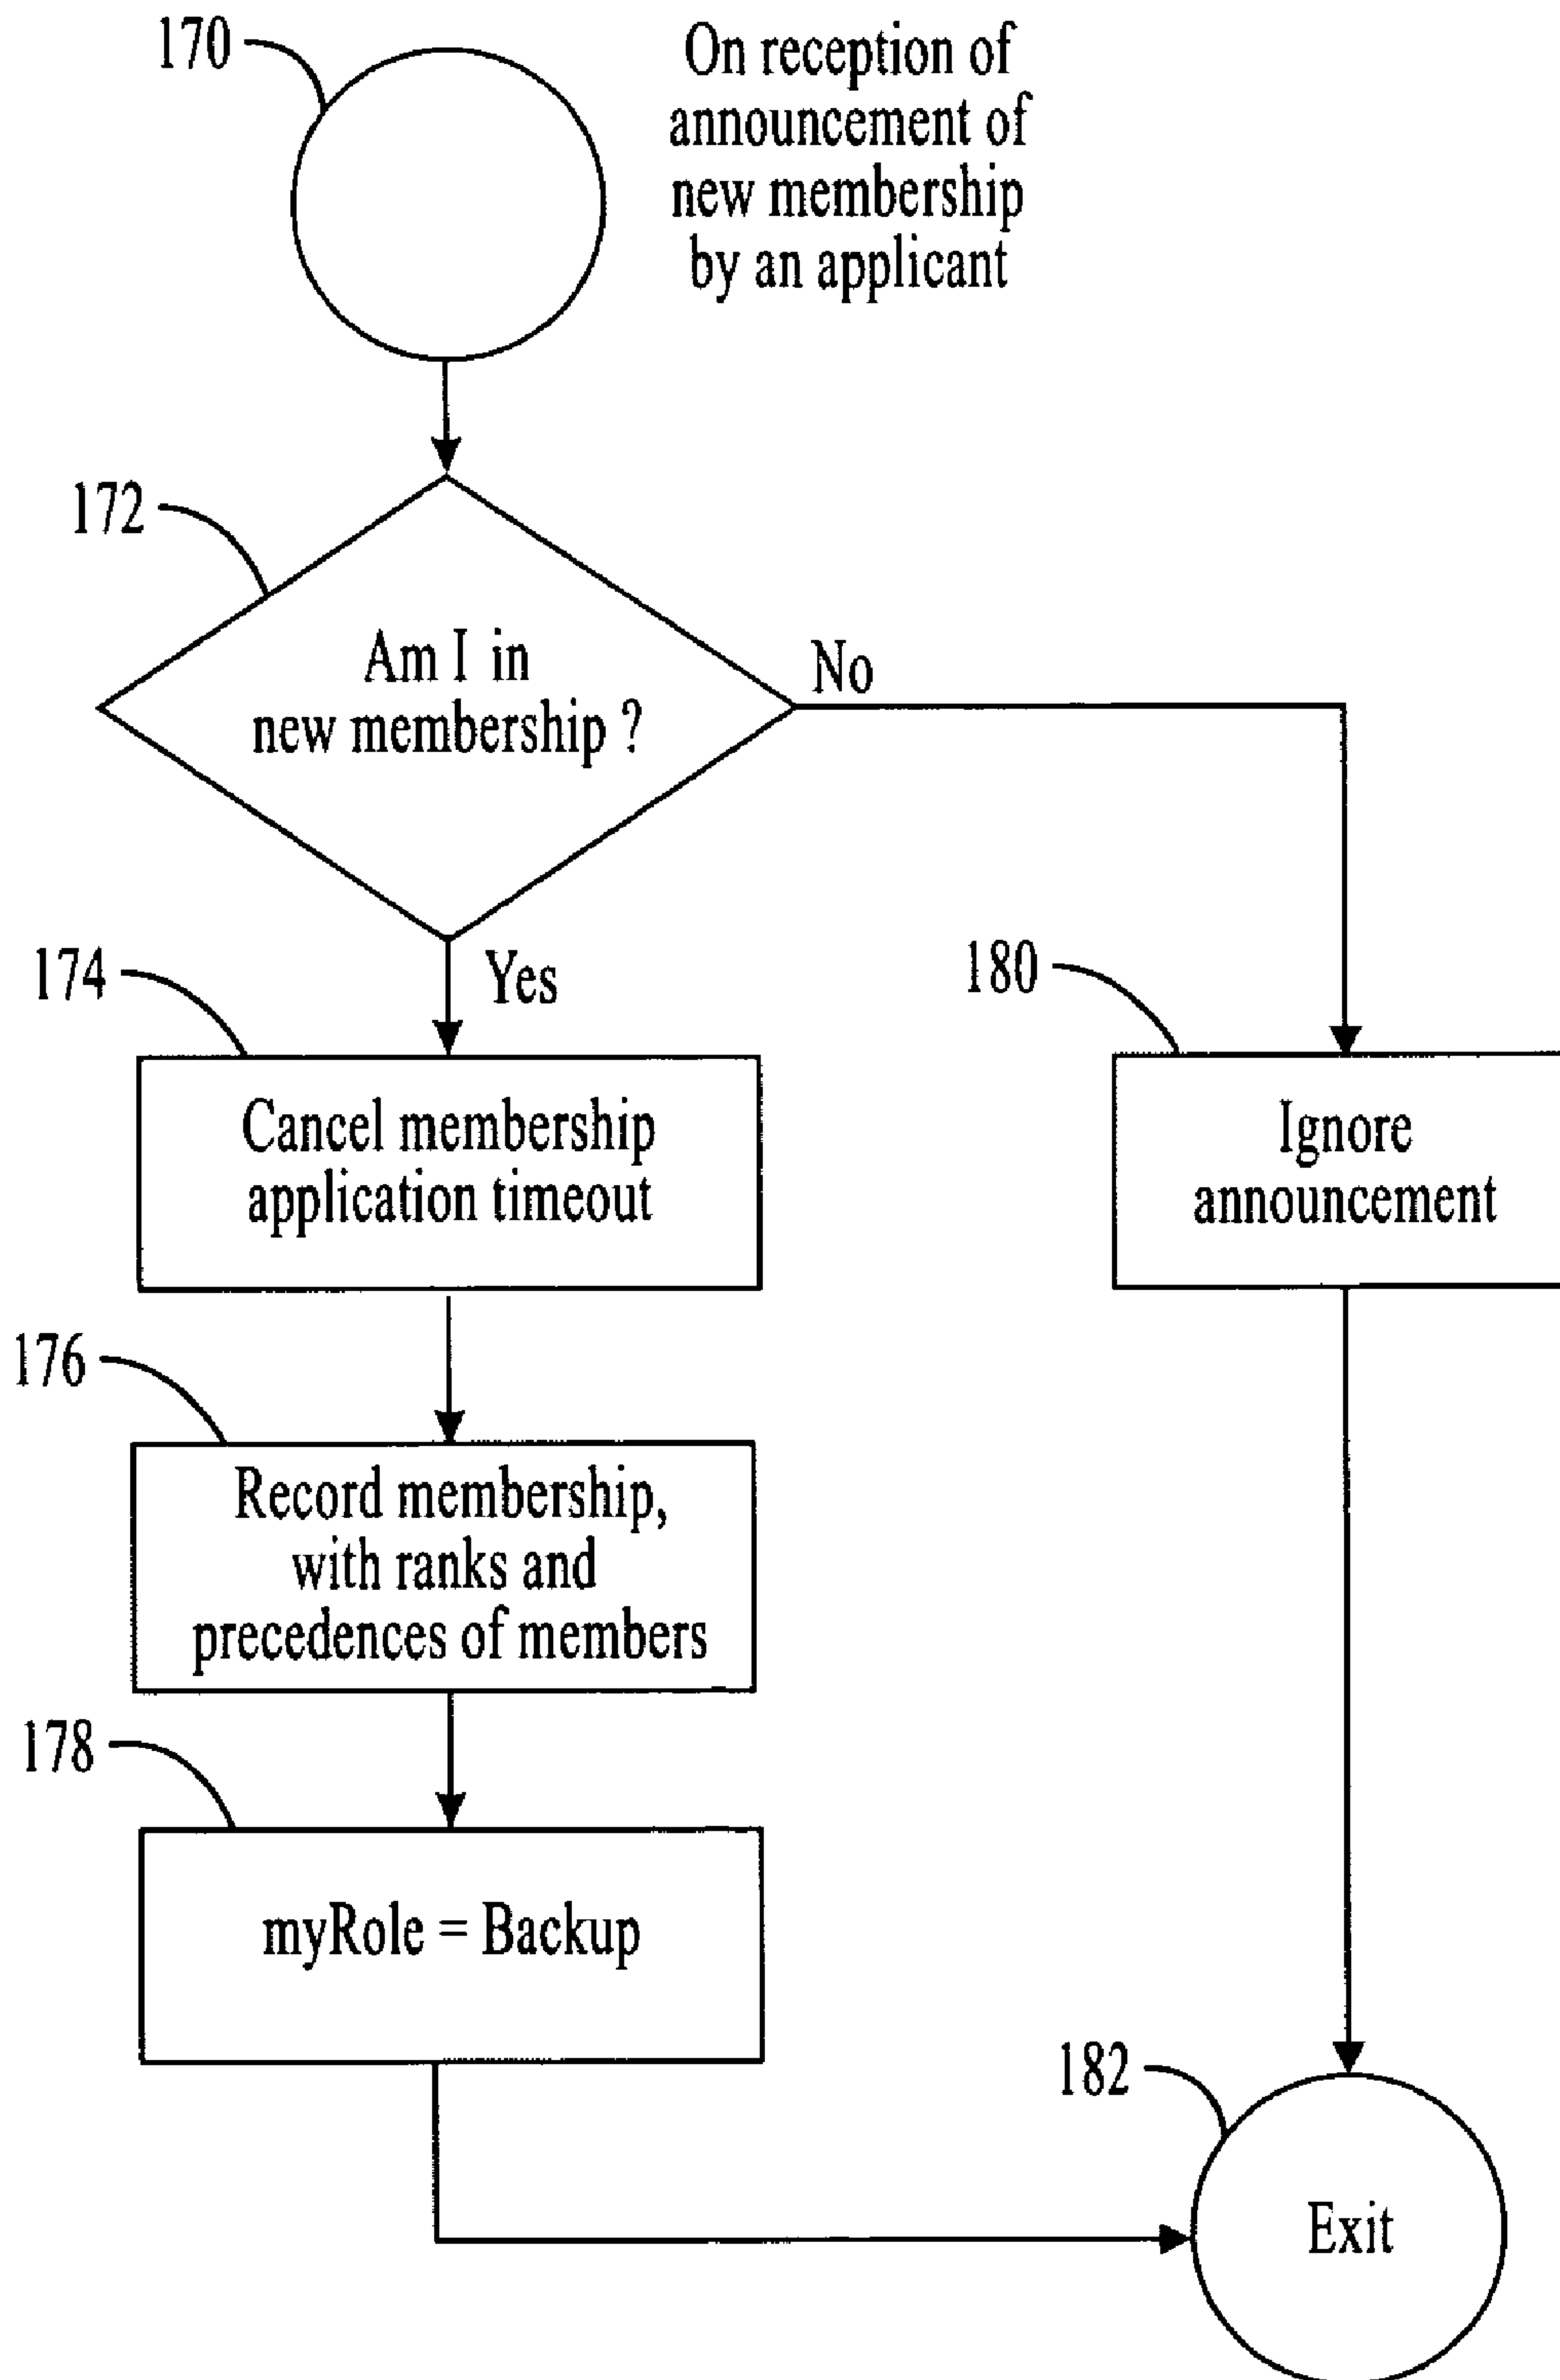 170
On reception of
announcement of
new membership
by an applicant
172
Am I in
new membership ?
No
Yes
174
180
Cancel membership
application timeout
Ignore
announcement
176
Record membership,
with ranks and
precedences of members
178
myRole = Backup
182
Exit